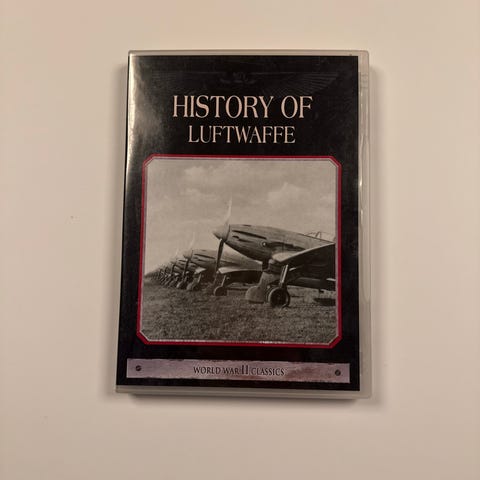 HISTORY OF
LUFTWAFFE
WORLD WAR II CLASSICS